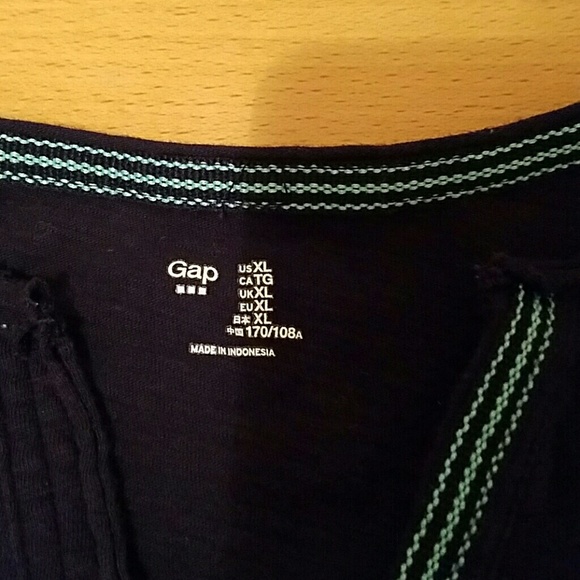 Gap
US XL
CA TG
UK XL
EU XL
日本 XL
中国 170/108A
MADE IN INDONESIA